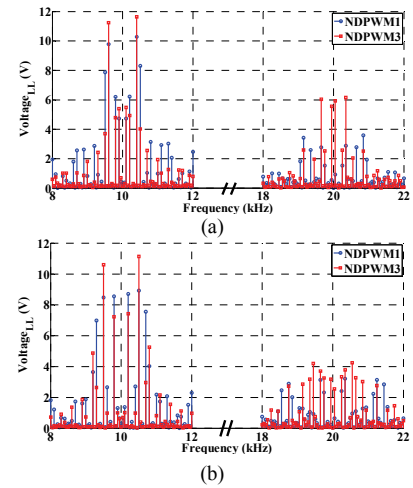 12
10
8
6
4
2
0
Voltage_LL (V)
NDPWM1
NDPWM3
8 10 12 18 20 22
Frequency (kHz)
(a)
12
10
8
6
4
2
0
Voltage_LL (V)
NDPWM1
NDPWM3
8 10 12 18 20 22
Frequency (kHz)
(b)